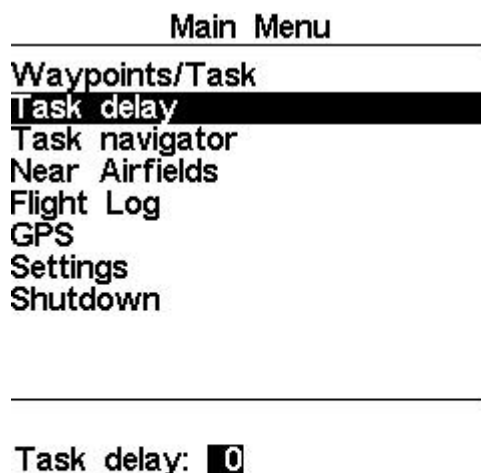 Main Menu
Waypoints/Task
Task delay
Task navigator
Near Airfields
Flight Log
GPS
Settings
Shutdown
Task delay: 0